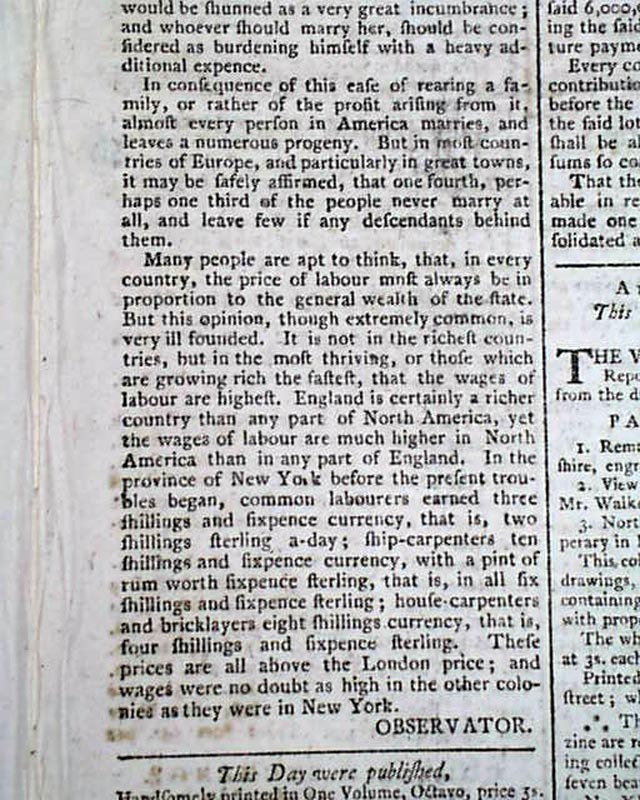 would be ſhunned as a very great incumbrance;
and whoever ſhould marry her, ſhould be con-
ſidered as burdening himſelf with a heavy ad-
ditional expence.
In conſequence of this eaſe of rearing a fa-
mily, or rather of the profit ariſing from it,
almoſt every perſon in America marries, and
leaves a numerous progeny. But in moſt coun-
tries of Europe, and particularly in great towns,
it may be ſafely affirmed, that one fourth, per-
haps one third of the people never marry at
all, and leave few if any deſcendants behind
them.
Many people are apt to think, that, in every
country, the price of labour mnſt always be in
proportion to the general wealth of the ſtate.
But this opinion, though extremely common, is
very ill founded. It is not in the richeſt coun-
tries, but in the moſt thriving, or thoſe which
are growing rich the faſteſt, that the wages of
labour are higheſt. England is certainly a richer
country than any part of North America, yet
the wages of labour are much higher in North
America than in any part of England. In the
province of New York before the preſent trou-
bles began, common labourers earned three
ſhillings and ſixpence currency, that is, two
ſhillings ſterling a-day; ſhip-carpenters ten
ſhillings and ſixpence currency, with a pint of
rum worth ſixpence ſterling, that is, in all ſix
ſhillings and ſixpence ſterling; houſe-carpenters
and bricklayers eight ſhillings currency, that is,
four ſhillings and ſixpence ſterling. Theſe
prices are all above the London price; and
wages were no doubt as high in the other colo-
nies as they were in New York.
OBSERVATOR.
This Day were publiſhed,
Handſomely printed in One Volume, Octavo, price 5s.
ſaid 6,000,
ing the ſaid
ture payme
Every co
contributio
before the
the ſaid lot
ſhall be al
ſums ſo co
That the
able in re
made one
ſolidated a
This
THE V
Repo
from the d
P A
1. Rema
ſhire, engr
2. View
Mr. Walk
3. Nort
perary in
This, col
drawings,
containing
with prope
The wh
at 3s. each
Printed
ſtreet; w
Th
zine are re
ing collec
ſeven bea